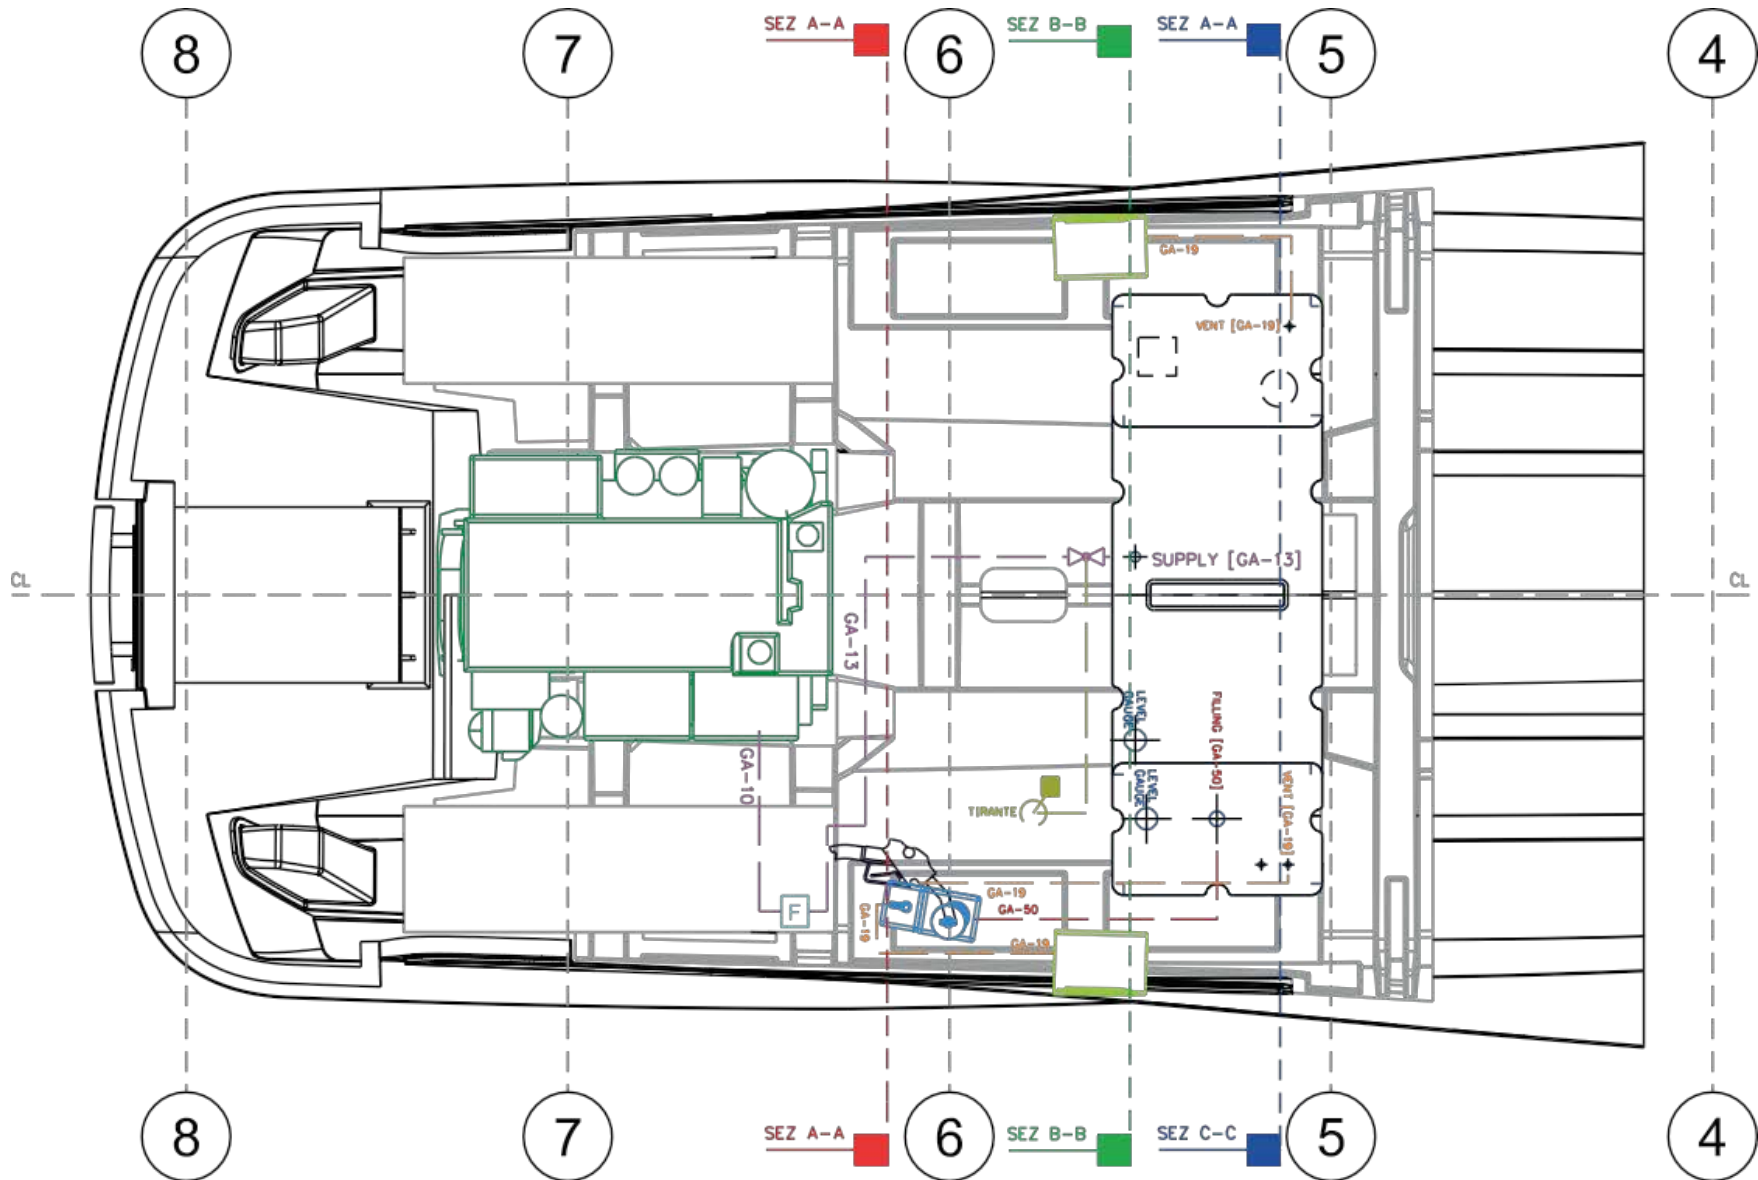 SEZ A-A
SEZ B-B
SEZ A-A
8
7
6
5
4
GA-19
VENT [GA-19]
SUPPLY [GA-13]
CL
CL
GA-13
LEVEL
GAUGE
FILLING [GA-50]
GA-10
LEVEL
GAUGE
VENT [GA-19]
TIRANTE
GA-19
GA-50
GA-19
GA-19
F
SEZ A-A
SEZ B-B
SEZ C-C
8
7
6
5
4